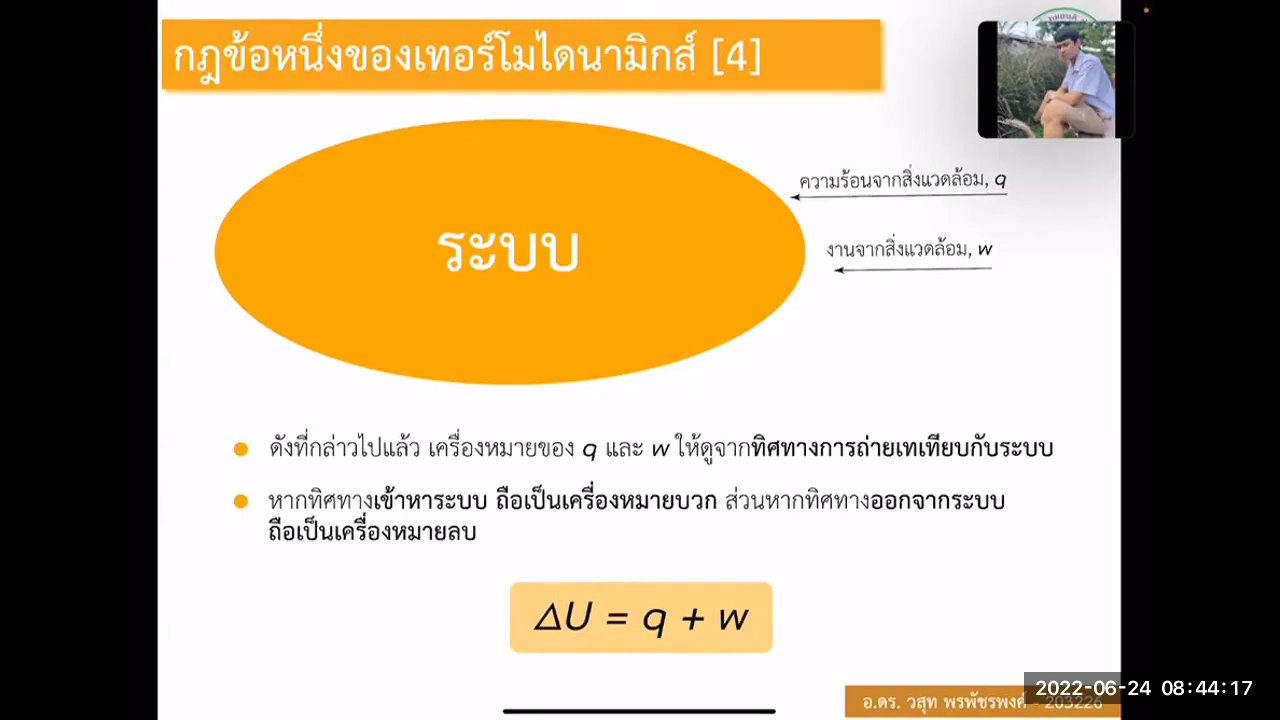 กฎข้อหนึ่งของเทอร์โมไดนามิกส์ [4]
ความร้อนจากสิ่งแวดล้อม, q
ระบบ
งานจากสิ่งแวดล้อม, w
ดังที่กล่าวไปแล้ว เครื่องหมายของ q และ w ให้ดูจากทิศทางการถ่ายเทเทียบกับระบบ
หากทิศทางเข้าหาระบบ ถือเป็นเครื่องหมายบวก ส่วนหากทิศทางออกจากระบบ
ถือเป็นเครื่องหมายลบ
ΔU = q + w
2022-06-24 08:44:17
อ.ดร. วสุท พรพัชรพงศ์ - 203226